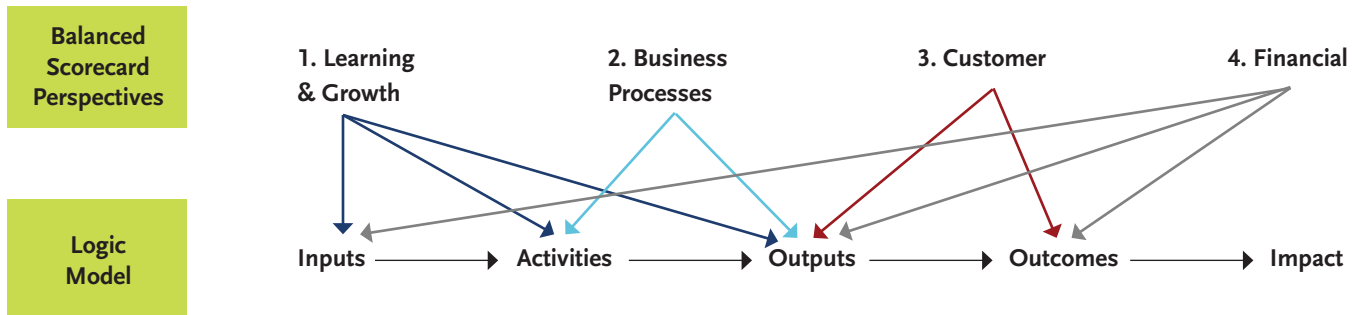 Balanced
Scorecard
Perspectives
1. Learning
& Growth
2. Business
Processes
3. Customer
4. Financial
Logic
Model
Inputs
Activities
Outputs
Outcomes
Impact